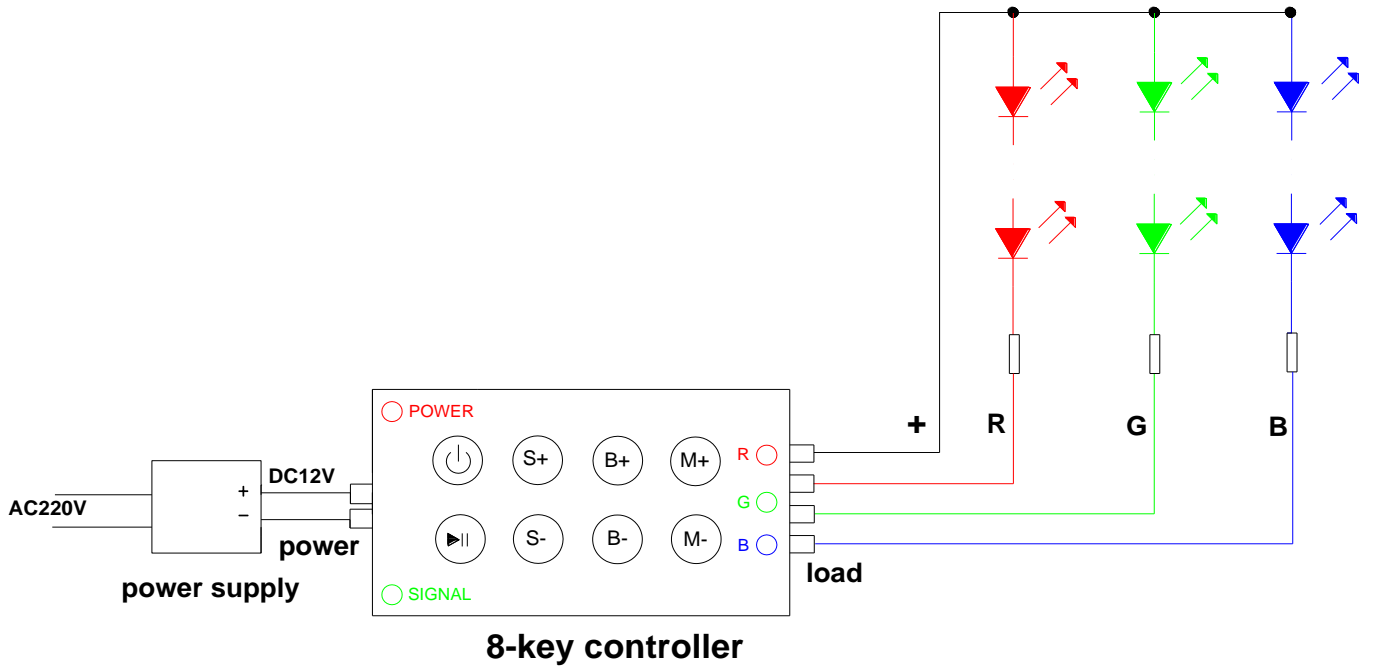 +
R
G
B
POWER
S+
B+
M+
R
G
S-
B-
M-
B
SIGNAL
AC220V
+
−
DC12V
power
power supply
load
8-key controller